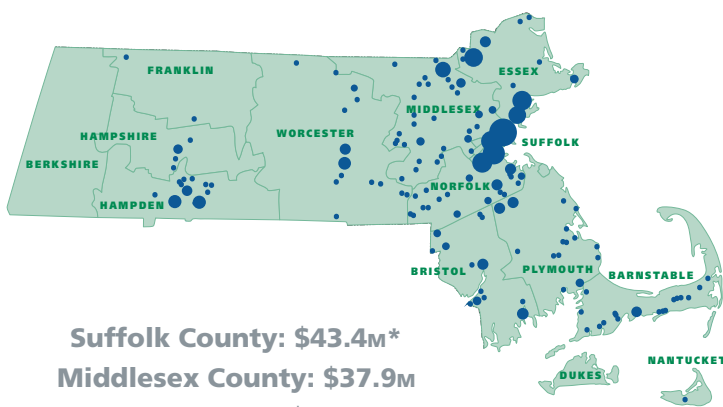 FRANKLIN
ESSEX
MIDDLESEX
HAMPSHIRE
WORCESTER
SUFFOLK
BERKSHIRE
NORFOLK
HAMPDEN
BRISTOL
PLYMOUTH
BARNSTABLE
Suffolk County: $43.4M*
NANTUCKET
DUKES
Middlesex County: $37.9M